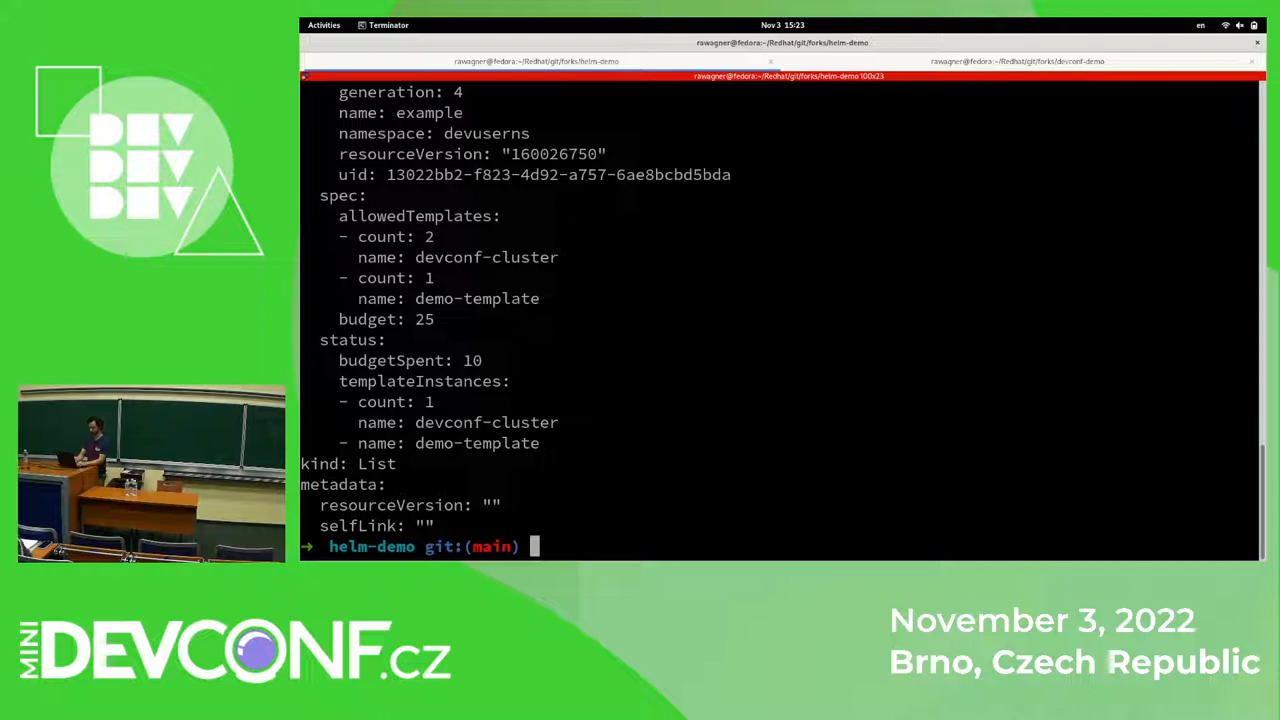 Activities
Terminator
Nov 3 15:23
en
rawagner@fedora:~/Redhat/git/forks/helm-demo
rawagner@fedora:~/Redhat/git/forks/helm-demo
rawagner@fedora:~/Redhat/git/forks/devconf-demo
rawagner@fedora:~/Redhat/git/forks/helm-demo 100x23
generation: 4
name: example
namespace: devuserns
resourceVersion: "160026750"
uid: 13022bb2-f823-4d92-a757-6ae8bcbd5bda
spec:
allowedTemplates:
- count: 2
name: devconf-cluster
- count: 1
name: demo-template
budget: 25
status:
budgetSpent: 10
templateInstances:
- count: 1
name: devconf-cluster
- name: demo-template
kind: List
metadata:
resourceVersion: ""
selfLink: ""
→ helm-demo git:(main)
DEV
DEV
DEV
MINI DEVCONF.cz
November 3, 2022
Brno, Czech Republic